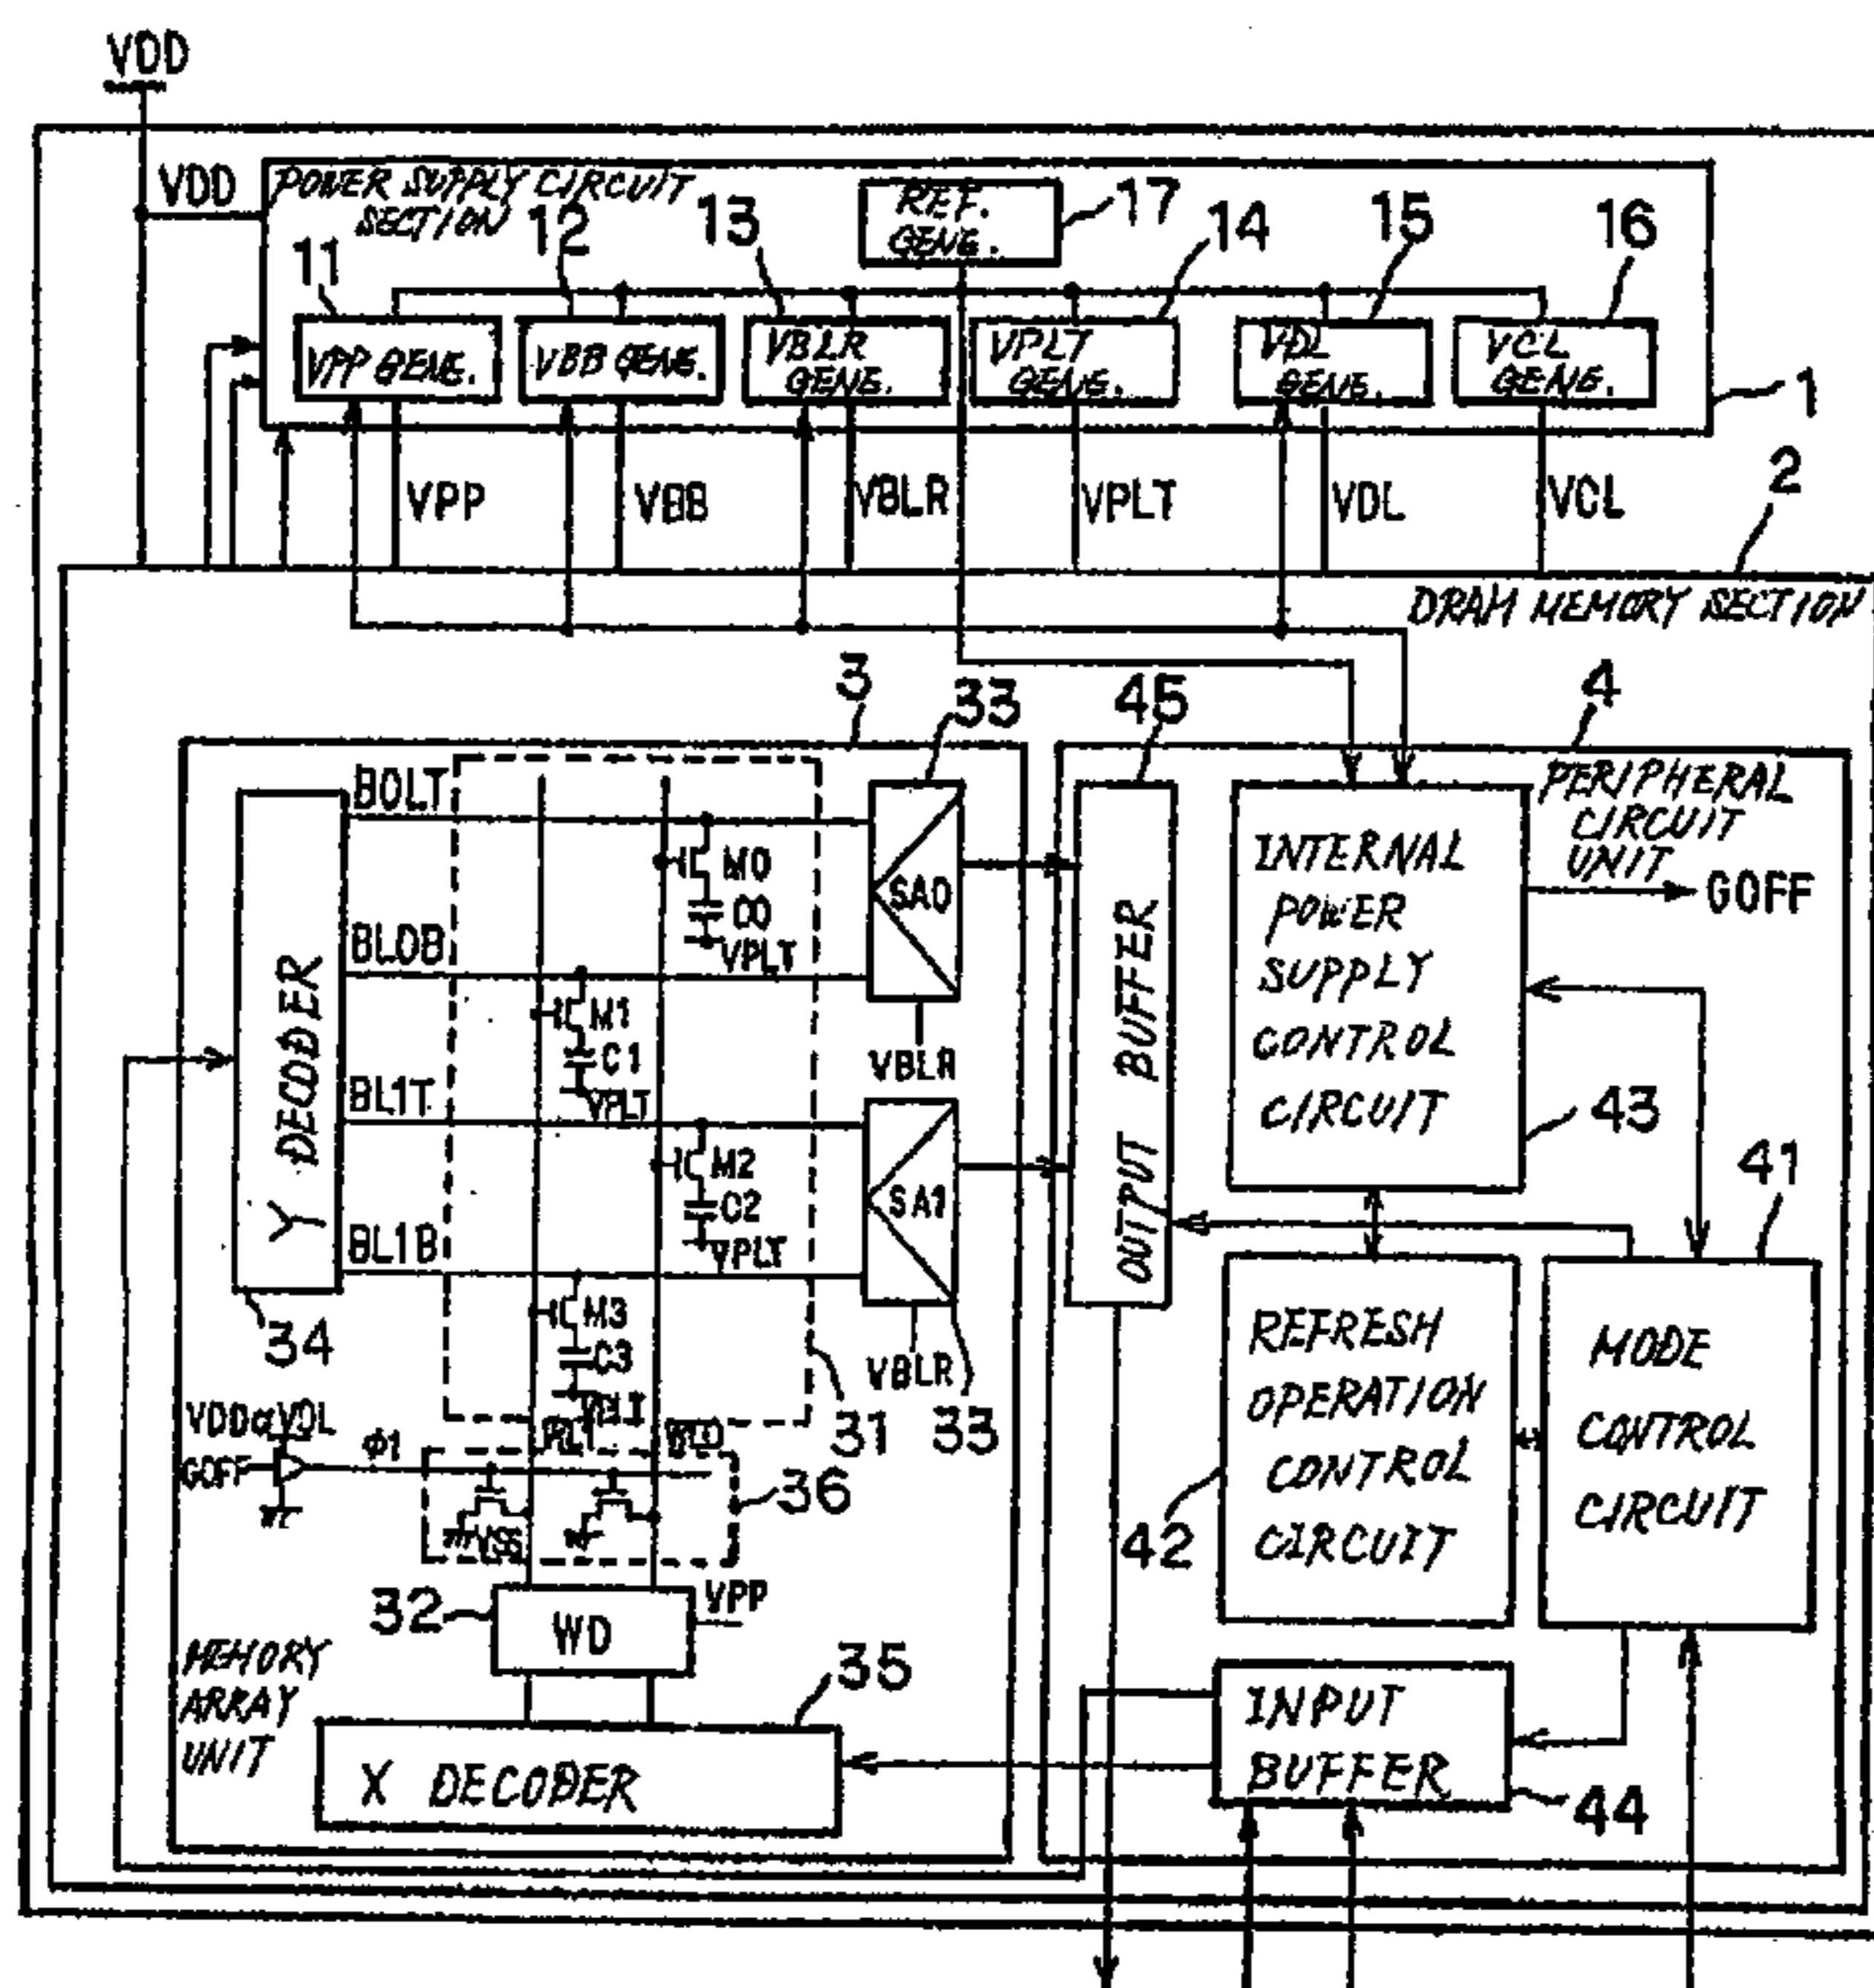 VDD
VDD
POWER SUPPLY CIRCUIT
SECTION
REF.
GENE.
17
11
12
13
14
15
16
VPP GENE.
VBB GENE.
VBLR
GENE.
VPLT
GENE.
VDL
GENE.
VCL
GENE.
1
VPP
VBB
VBLR
VPLT
VDL
VCL
2
DRAM MEMORY SECTION
3
33
45
4
PERIPHERAL
CIRCUIT
UNIT
BOLT
M0
VPLT
SA0
BL0B
M1
C1
VPLT
VBLR
Y DECODER
BL1T
M2
C2
VPLT
SA1
BL1B
M3
C3
VBLR
34
31
33
OUTPUT BUFFER
INTERNAL
POWER
SUPPLY
CONTROL
CIRCUIT
GOFF
43
41
REFRESH
OPERATION
CONTROL
CIRCUIT
42
MODE
CONTROL
CIRCUIT
GOFF
Φ1
VSS
36
32
WD
VPP
MEMORY
ARRAY
UNIT
35
X DECODER
INPUT
BUFFER
44